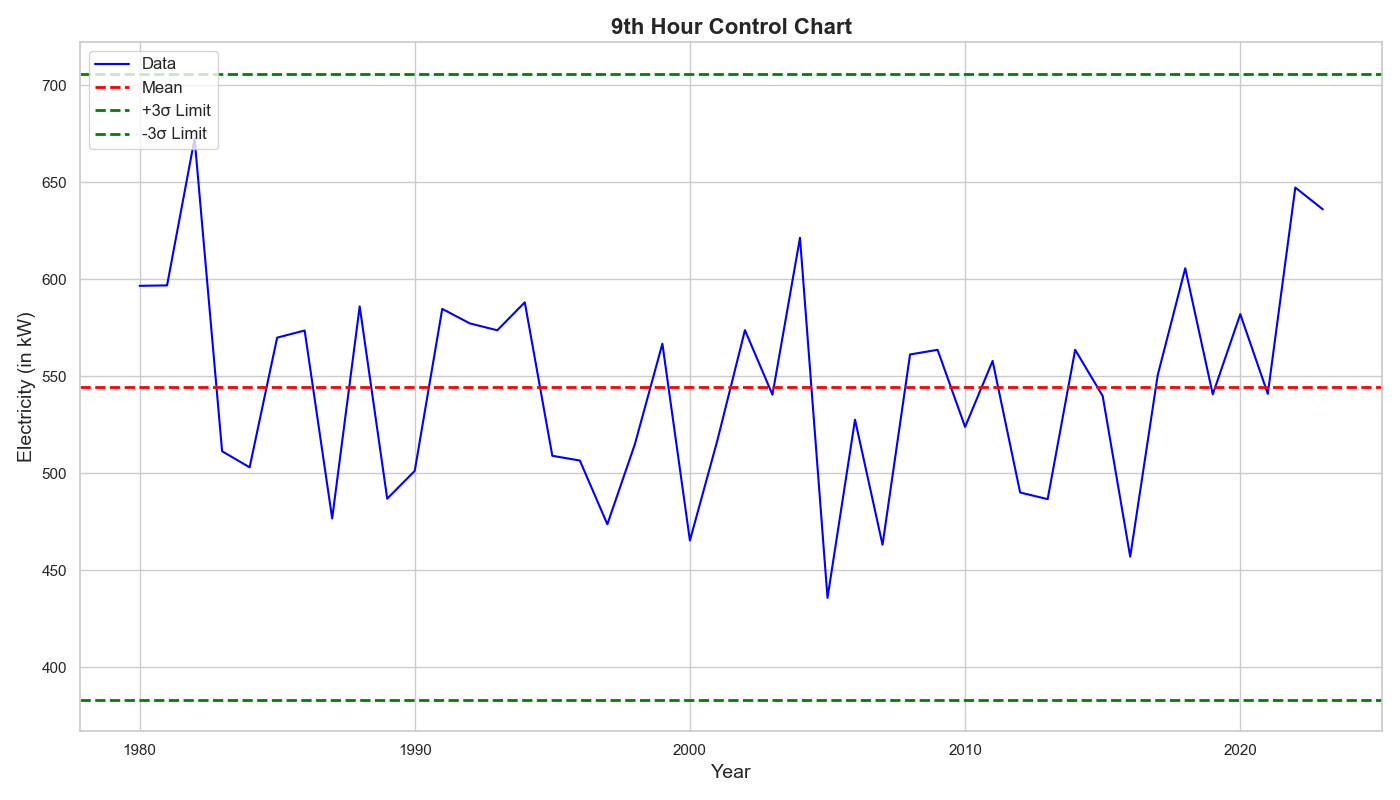 9th Hour Control Chart
Data
Mean
+3σ Limit
-3σ Limit
700
650
600
550
500
450
400
Electricity (in kW)
1980
1990
2000
2010
2020
Year